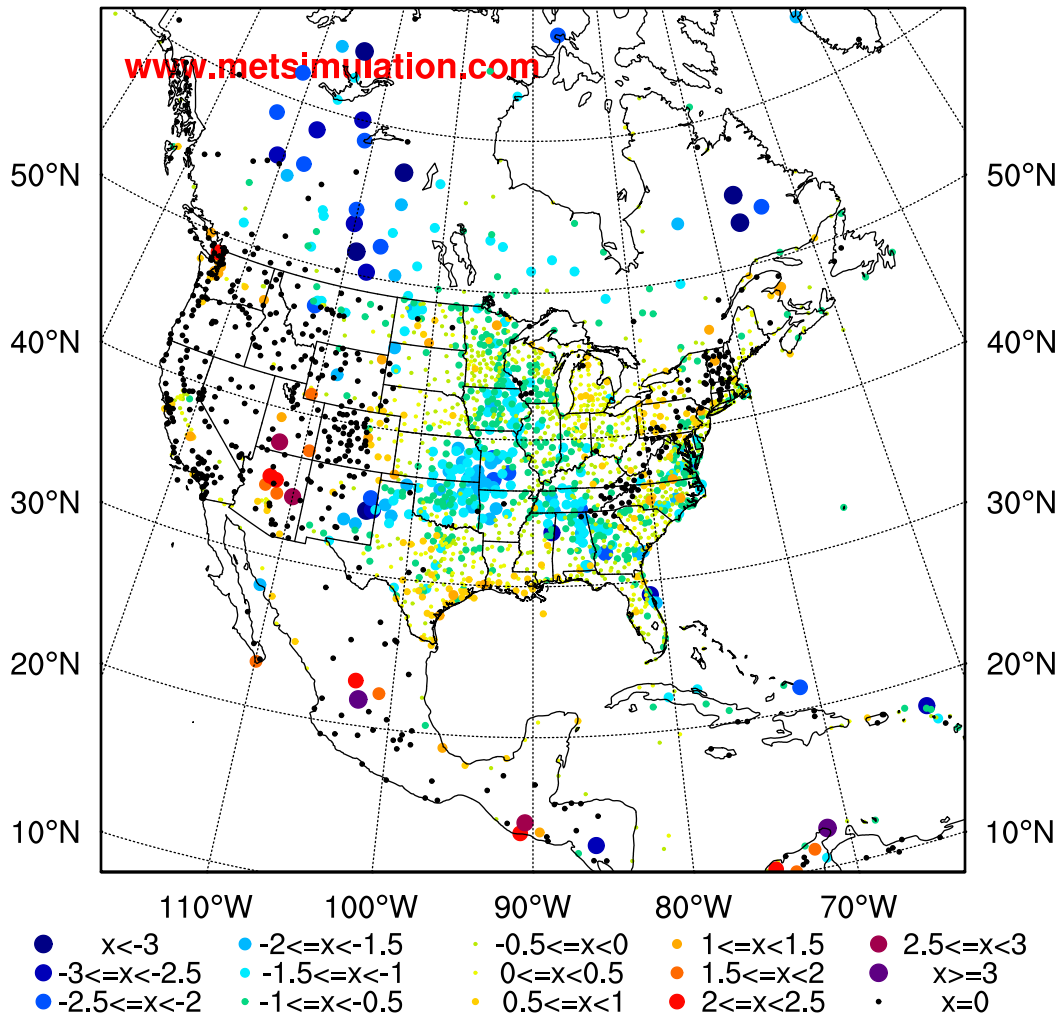 www.metsimulation.com
50°N 50°N
40°N 40°N
30°N 30°N
20°N 20°N
10°N 10°N
110°W 100°W 90°W 80°W 70°W
x<-3 -2<=x<-1.5 -0.5<=x<0 1<=x<1.5 2.5<=x<3
-3<=x<-2.5 -1.5<=x<-1 0<=x<0.5 1.5<=x<2 x>=3
-2.5<=x<-2 -1<=x<-0.5 0.5<=x<1 2<=x<2.5 x=0